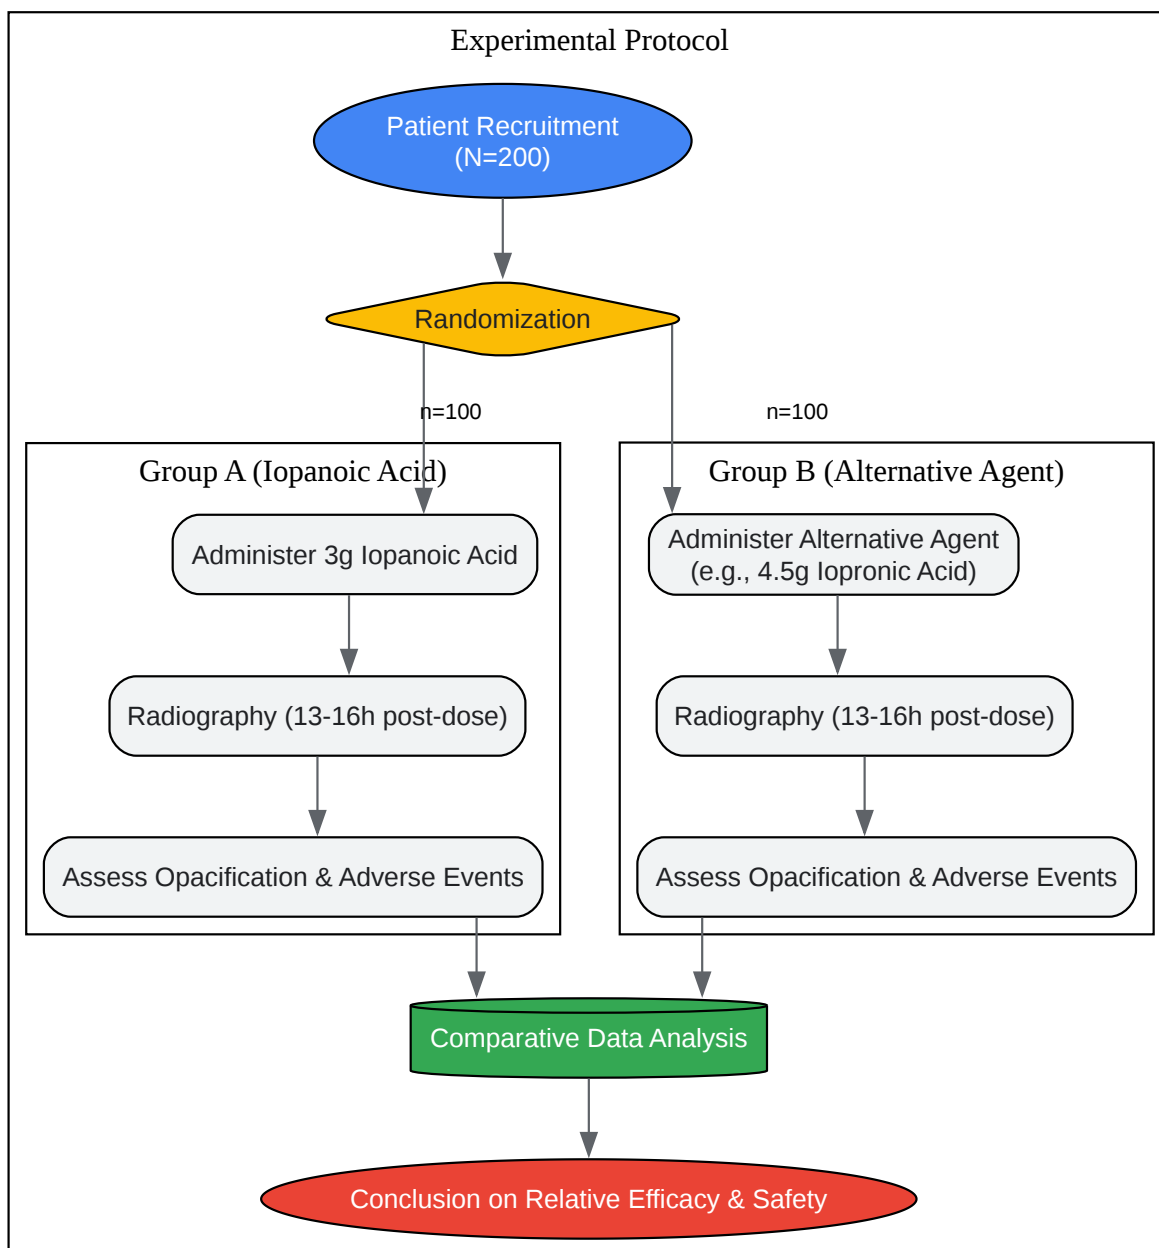 Experimental Protocol
Patient Recruitment
(N=200)
Randomization
n=100
n=100
Group A (Iopanoic Acid)
Administer 3g Iopanoic Acid
Radiography (13-16h post-dose)
Assess Opacification & Adverse Events
Group B (Alternative Agent)
Administer Alternative Agent
(e.g., 4.5g Iopronic Acid)
Radiography (13-16h post-dose)
Assess Opacification & Adverse Events
Comparative Data Analysis
Conclusion on Relative Efficacy & Safety